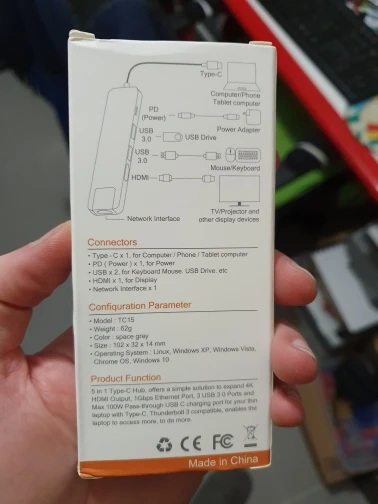 Type-C
Computer/Phone
Tablet computer
PD
(Power)
Power Adapter
USB
3.0
USB Drive
USB
3.0
Mouse/Keyboard
HDMI
TV/Projector and
other display devices
Network Interface
Connectors
• Type -C x 1, for Computer / Phone / Tablet computer
• PD ( Power ) x 1, for Power
• USB x 2, for Keyboard Mouse. USB Drive. etc
• HDMI x 1, for Display
• Network Interface x 1
Configuration Parameter
• Model : TC15
• Weight : 62g
• Color : space gray
• Size : 102 x 32 x 14 mm
• Operating System : Linux, Windows XP, Windows Vista,
Chrome OS, Windows 10
Product Function
5 in 1 Type-C Hub, offers a simple solution to expand 4K
HDMI Output, 1Gbps Ethernet Port, 3 USB 3.0 Ports and
Max 100W Pass-through USB C charging port for your thin
laptop with Type-C, Thunderbolt 3 compatible, enables the
laptop to access more, to do more.
CE FC
Made in China